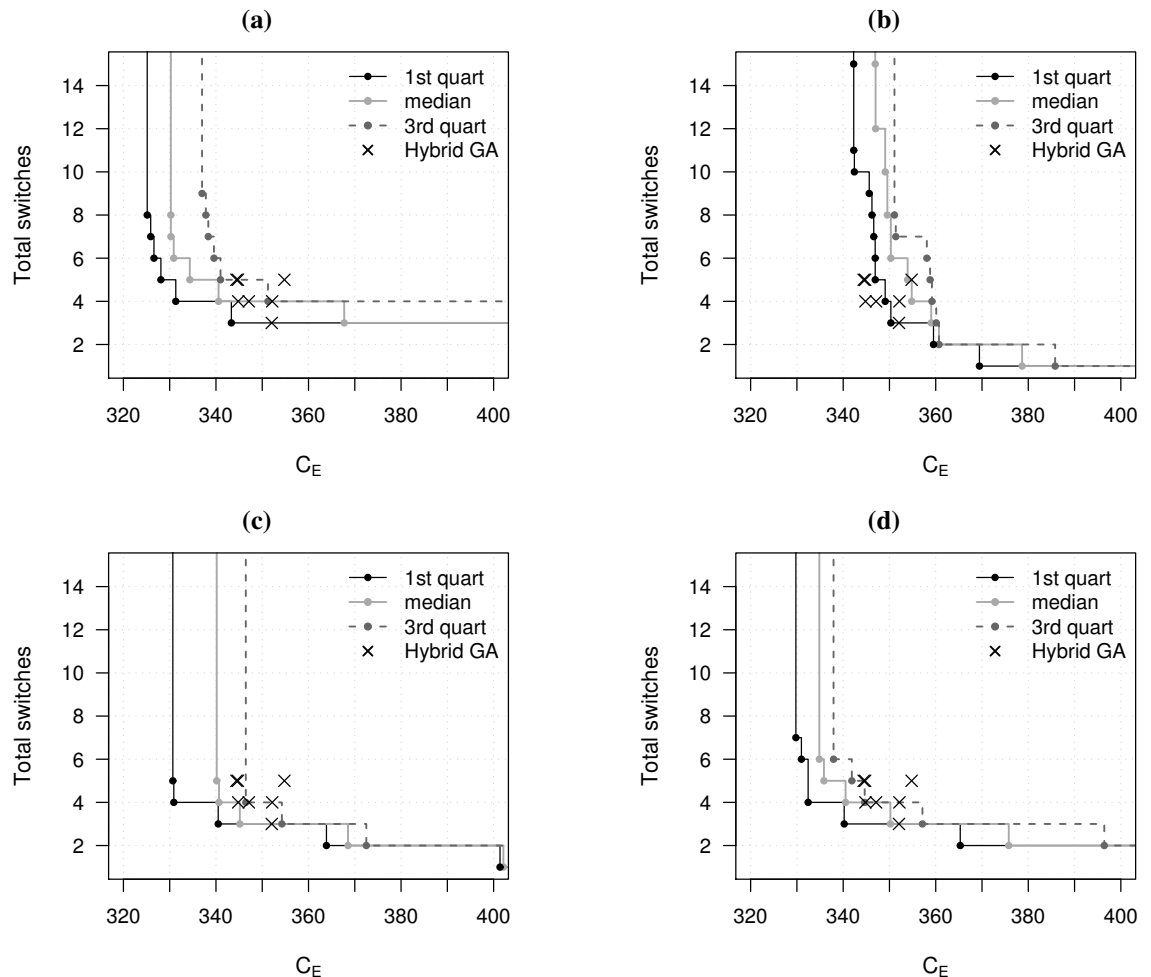 (a)
Total switches
14
12
10
8
6
4
2
1st quart
median
3rd quart
Hybrid GA
320 340 360 380 400
C_E
(b)
Total switches
14
12
10
8
6
4
2
1st quart
median
3rd quart
Hybrid GA
320 340 360 380 400
C_E
(c)
Total switches
14
12
10
8
6
4
2
1st quart
median
3rd quart
Hybrid GA
320 340 360 380 400
C_E
(d)
Total switches
14
12
10
8
6
4
2
1st quart
median
3rd quart
Hybrid GA
320 340 360 380 400
C_E